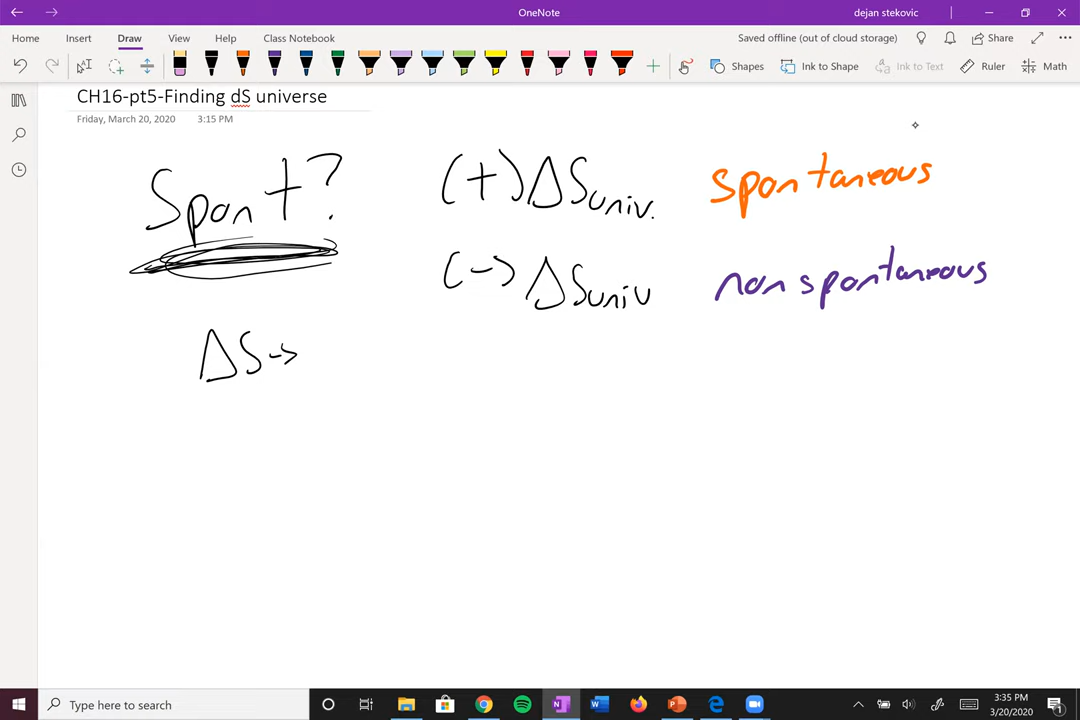 OneNote
dejan stekovic
Home Insert Draw View Help Class Notebook
Saved offline (out of cloud storage) Share
Shapes Ink to Shape Ink to Text Ruler Math
CH16-pt5-Finding dS universe
Friday, March 20, 2020 3:15 PM
Spont? (+) ΔSuniv. spontaneous
(-) ΔSuniv nonspontaneous
ΔS→
Type here to search
3:35 PM
3/20/2020
1